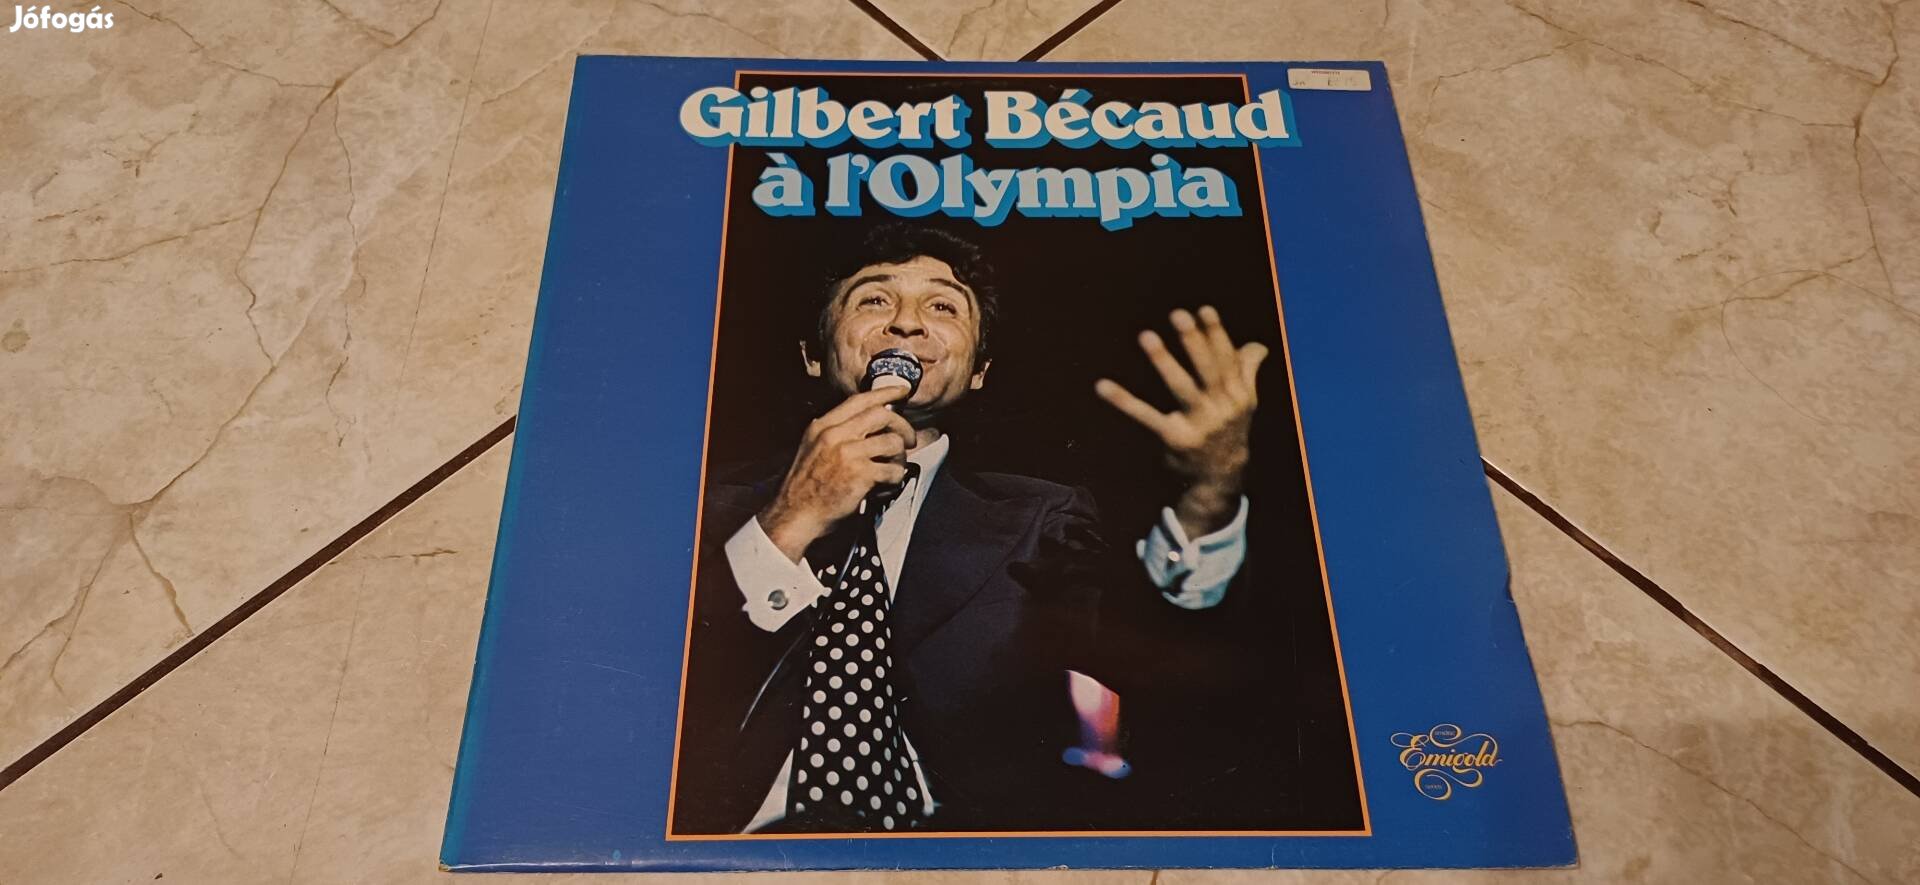 Jófogás
Gilbert Bécaud
à l'Olympia
Emigold